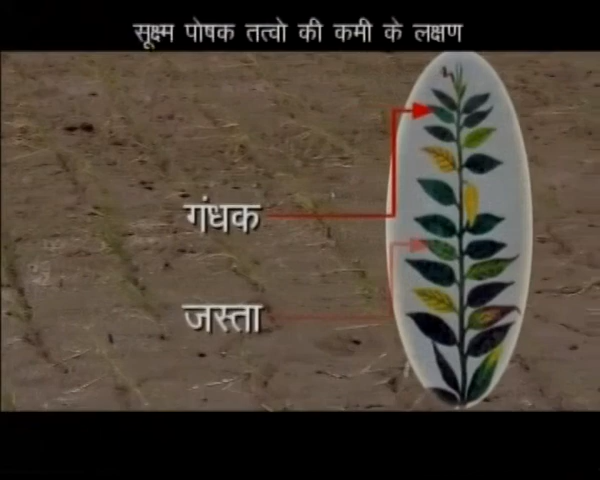 सूक्ष्म पोषक तत्वो की कमी के लक्षण
गंधक
जस्ता